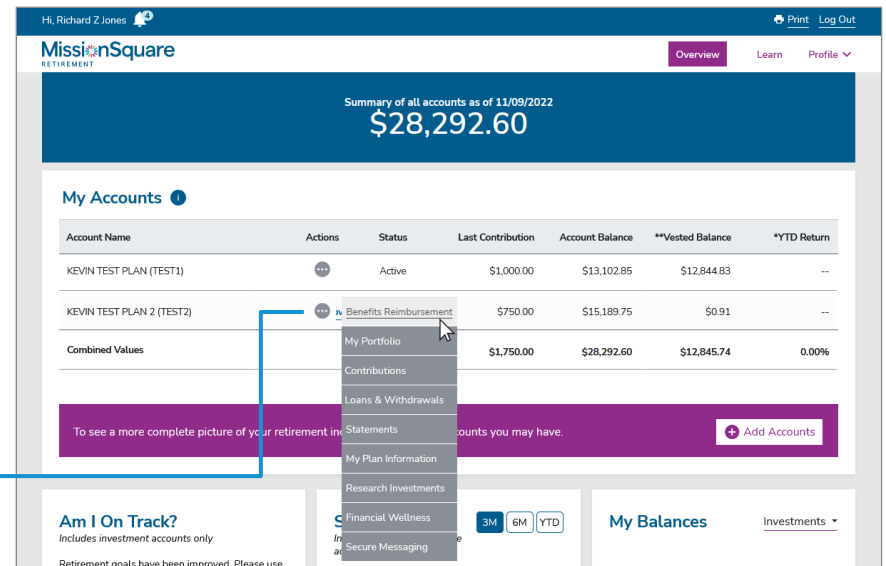 Hi, Richard Z Jones 4 Print Log Out
MissionSquare
RETIREMENT
Overview Learn Profile
Summary of all accounts as of 11/09/2022
$28,292.60
My Accounts i
Account Name Actions Status Last Contribution Account Balance **Vested Balance *YTD Return
KEVIN TEST PLAN (TEST1) Active $1,000.00 $13,102.85 $12,844.83 --
KEVIN TEST PLAN 2 (TEST2) Benefits Reimbursement $750.00 $15,189.75 $0.91 --
My Portfolio
Combined Values $1,750.00 $28,292.60 $12,845.74 0.00%
Contributions
Loans & Withdrawals
To see a more complete picture of your retirement counts you may have. Add Accounts
Statements
My Plan Information
Research Investments
Am I On Track? Financial Wellness 3M 6M YTD My Balances Investments
Includes investment accounts only
Secure Messaging
Retirement goals have been improved. Please use